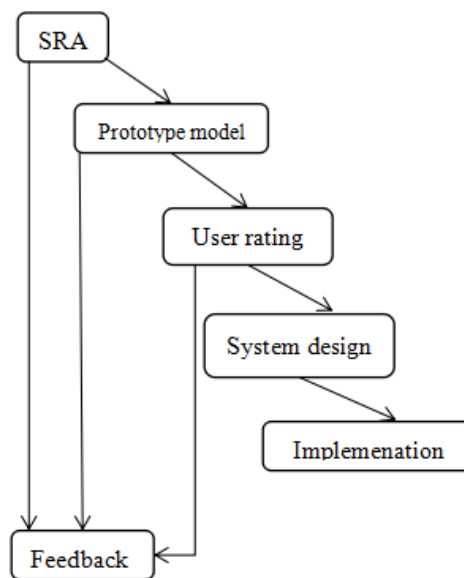 SRA
Prototype model
User rating
System design
Implemenation
Feedback